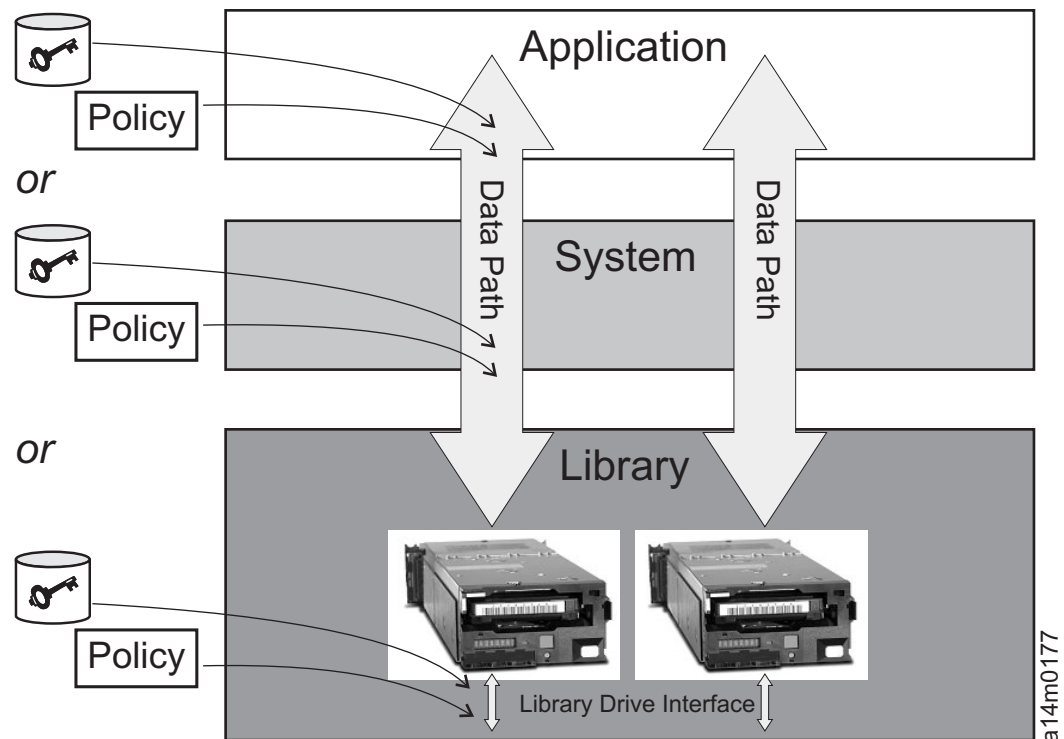 Application
Policy
or
Data Path
Data Path
System
Policy
or
Library
Policy
Library Drive Interface
a14m0177